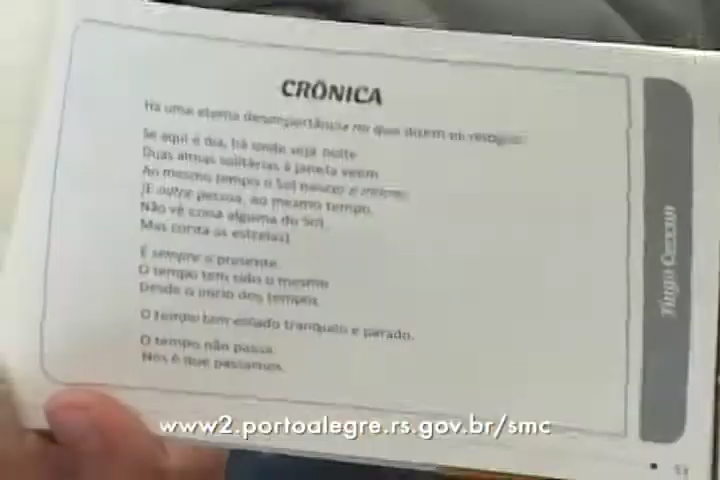 CRÔNICA
Há uma eterna desimportância no que dizem os relógios:
Se aqui é dia, há onde seja noite
Duas almas solitárias à janela veem
Ao mesmo tempo o Sol nascer e morrer
(E outra pessoa, ao mesmo tempo,
Não vê coisa alguma do Sol
Mas conta as estrelas)
É sempre o presente.
O tempo tem sido o mesmo
Desde o início dos tempos
O tempo tem estado tranquilo e parado.
O tempo não passa.
Nós é que passamos.
Tiago
www2.portoalegre.rs.gov.br/smc